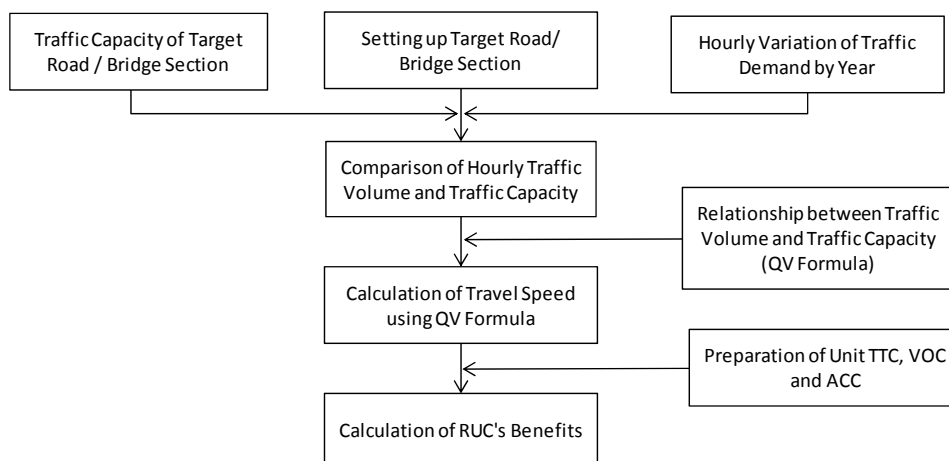 Traffic Capacity of Target
Road / Bridge Section
Setting up Target Road/
Bridge Section
Hourly Variation of Traffic
Demand by Year
Comparison of Hourly Traffic
Volume and Traffic Capacity
Relationship between Traffic
Volume and Traffic Capacity
(QV Formula)
Calculation of Travel Speed
using QV Formula
Preparation of Unit TTC, VOC
and ACC
Calculation of RUC's Benefits